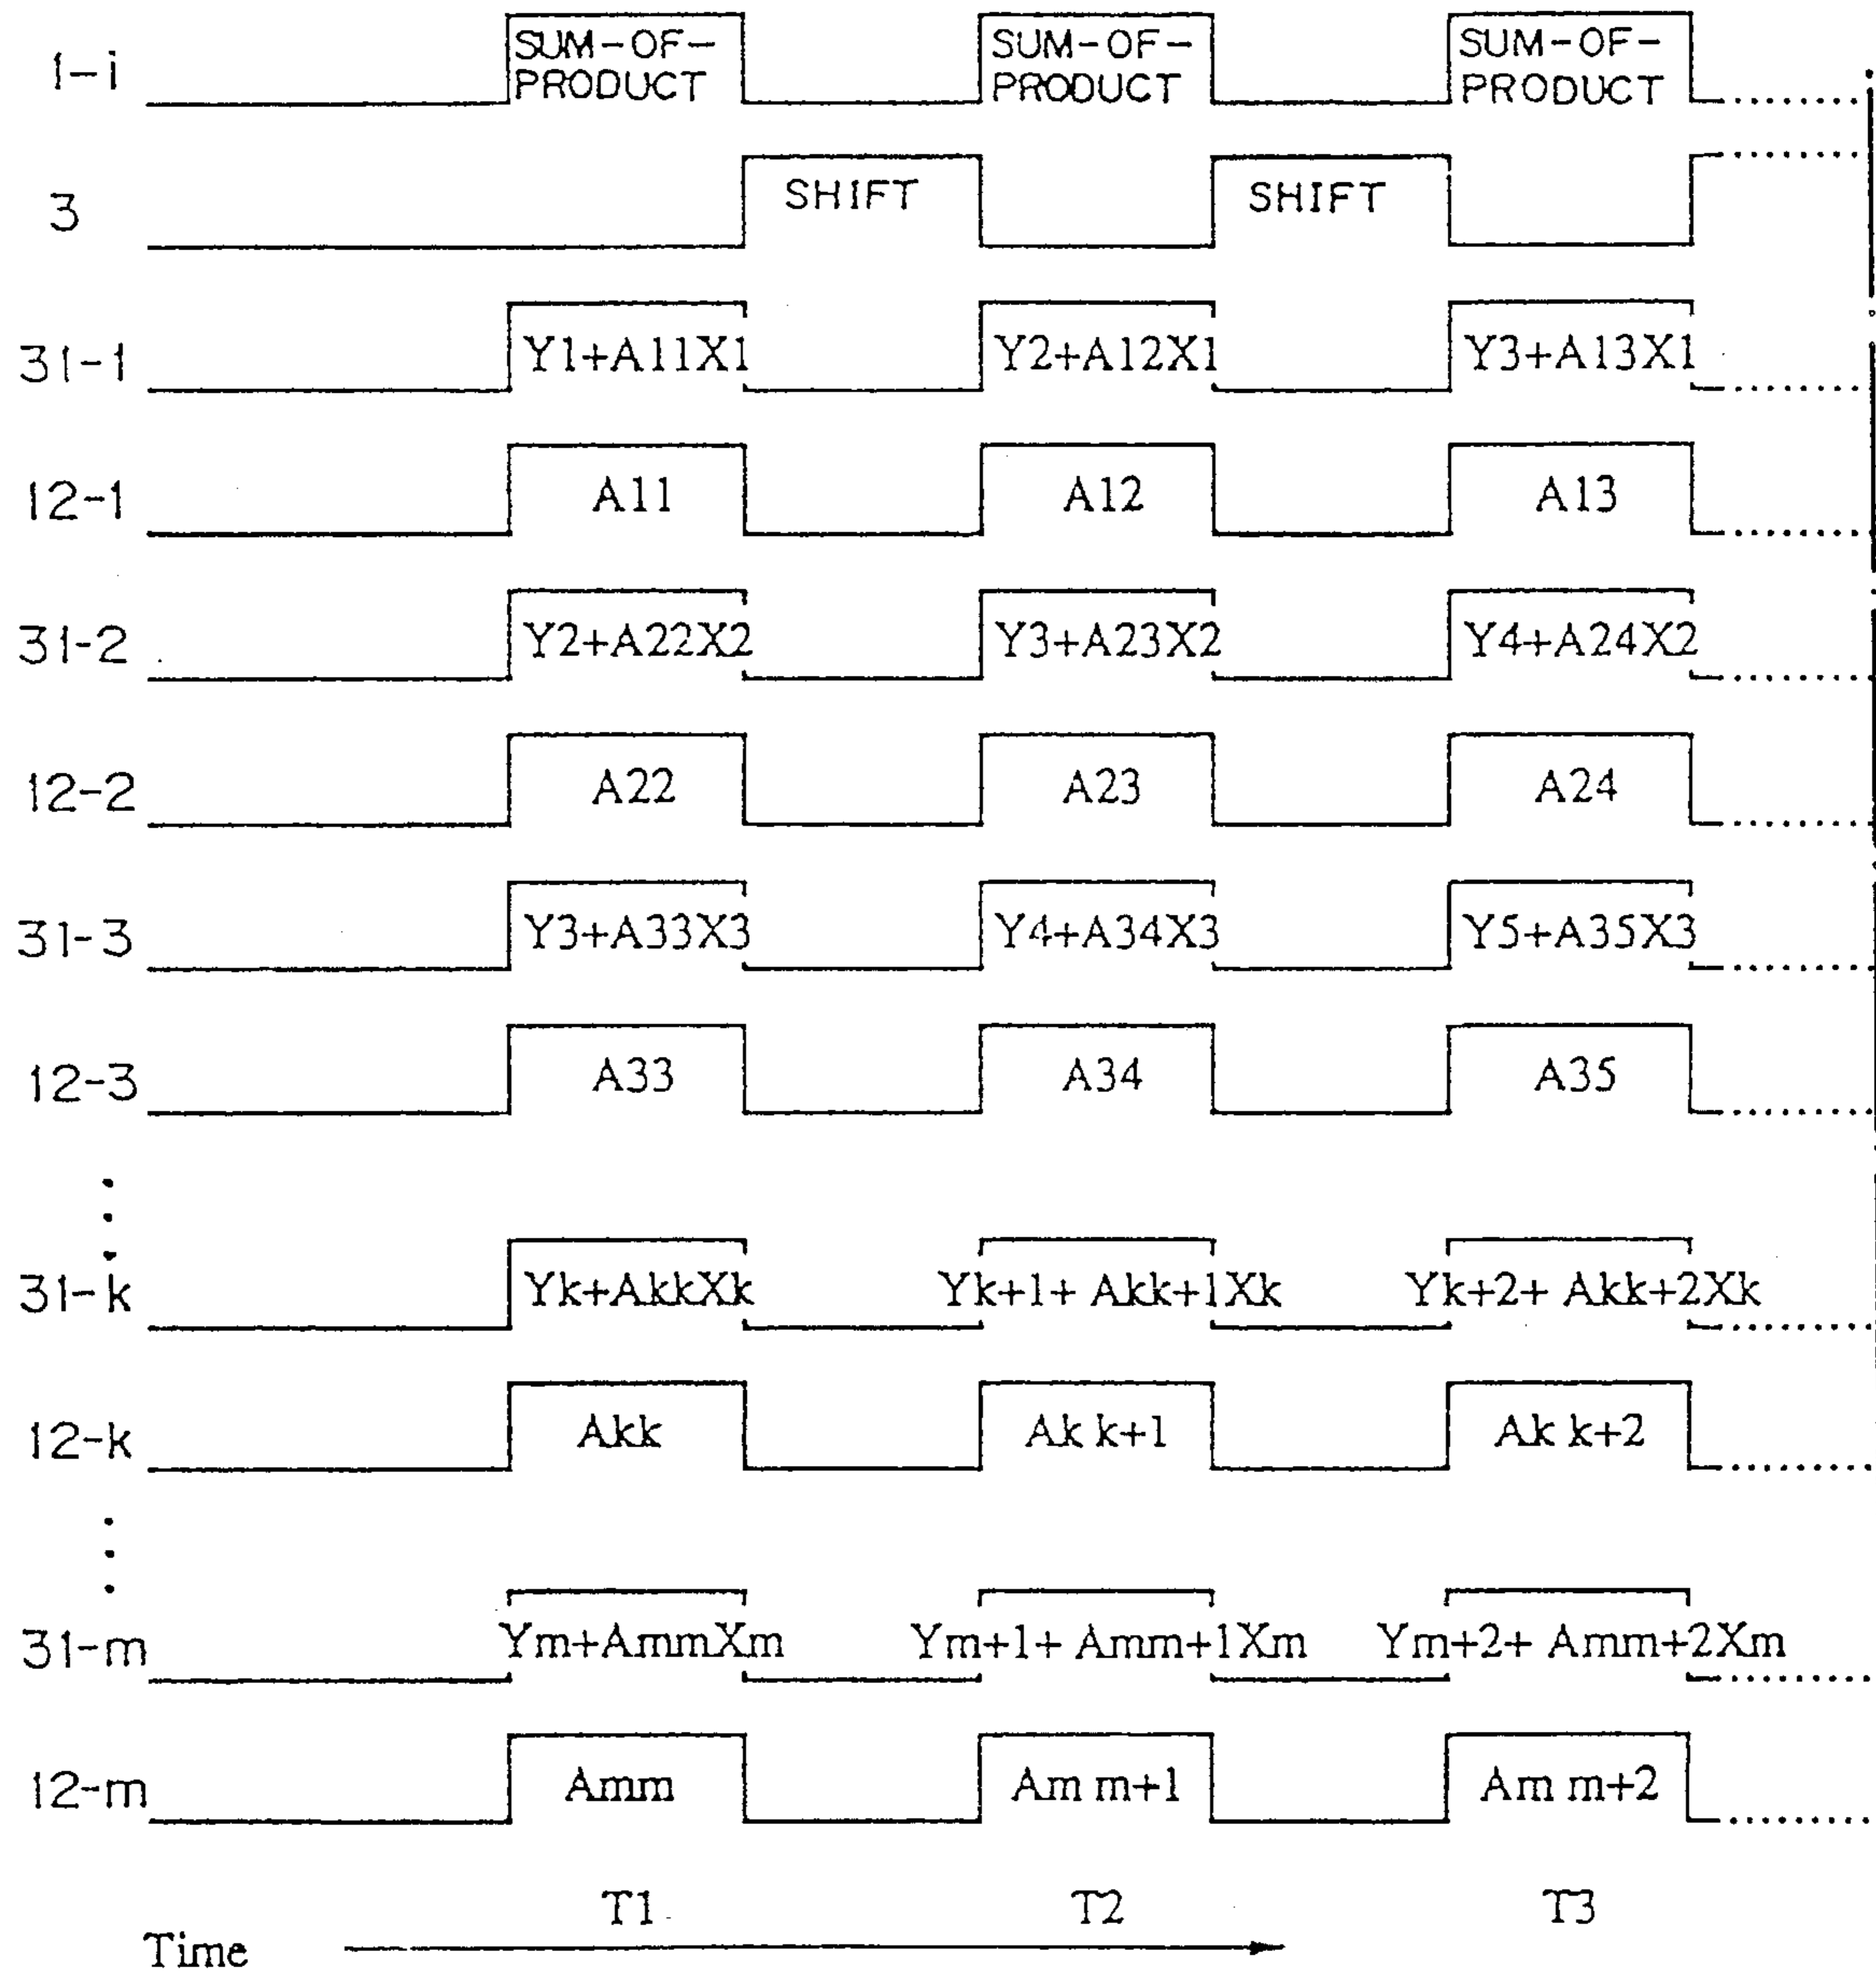 1-i SUM-OF- SUM-OF- SUM-OF-
PRODUCT PRODUCT PRODUCT
3 SHIFT SHIFT
31-1 Y1+A11X1 Y2+A12X1 Y3+A13X1
12-1 A11 A12 A13
31-2 Y2+A22X2 Y3+A23X2 Y4+A24X2
12-2 A22 A23 A24
31-3 Y3+A33X3 Y4+A34X3 Y5+A35X3
12-3 A33 A34 A35
31-k Yk+AkkXk Yk+1+ Akk+1Xk Yk+2+ Akk+2Xk
12-k Akk Ak k+1 Ak k+2
31-m Ym+AmmXm Ym+1+ Amm+1Xm Ym+2+ Amm+2Xm
12-m Amm Am m+1 Am m+2
T1 T2 T3
Time